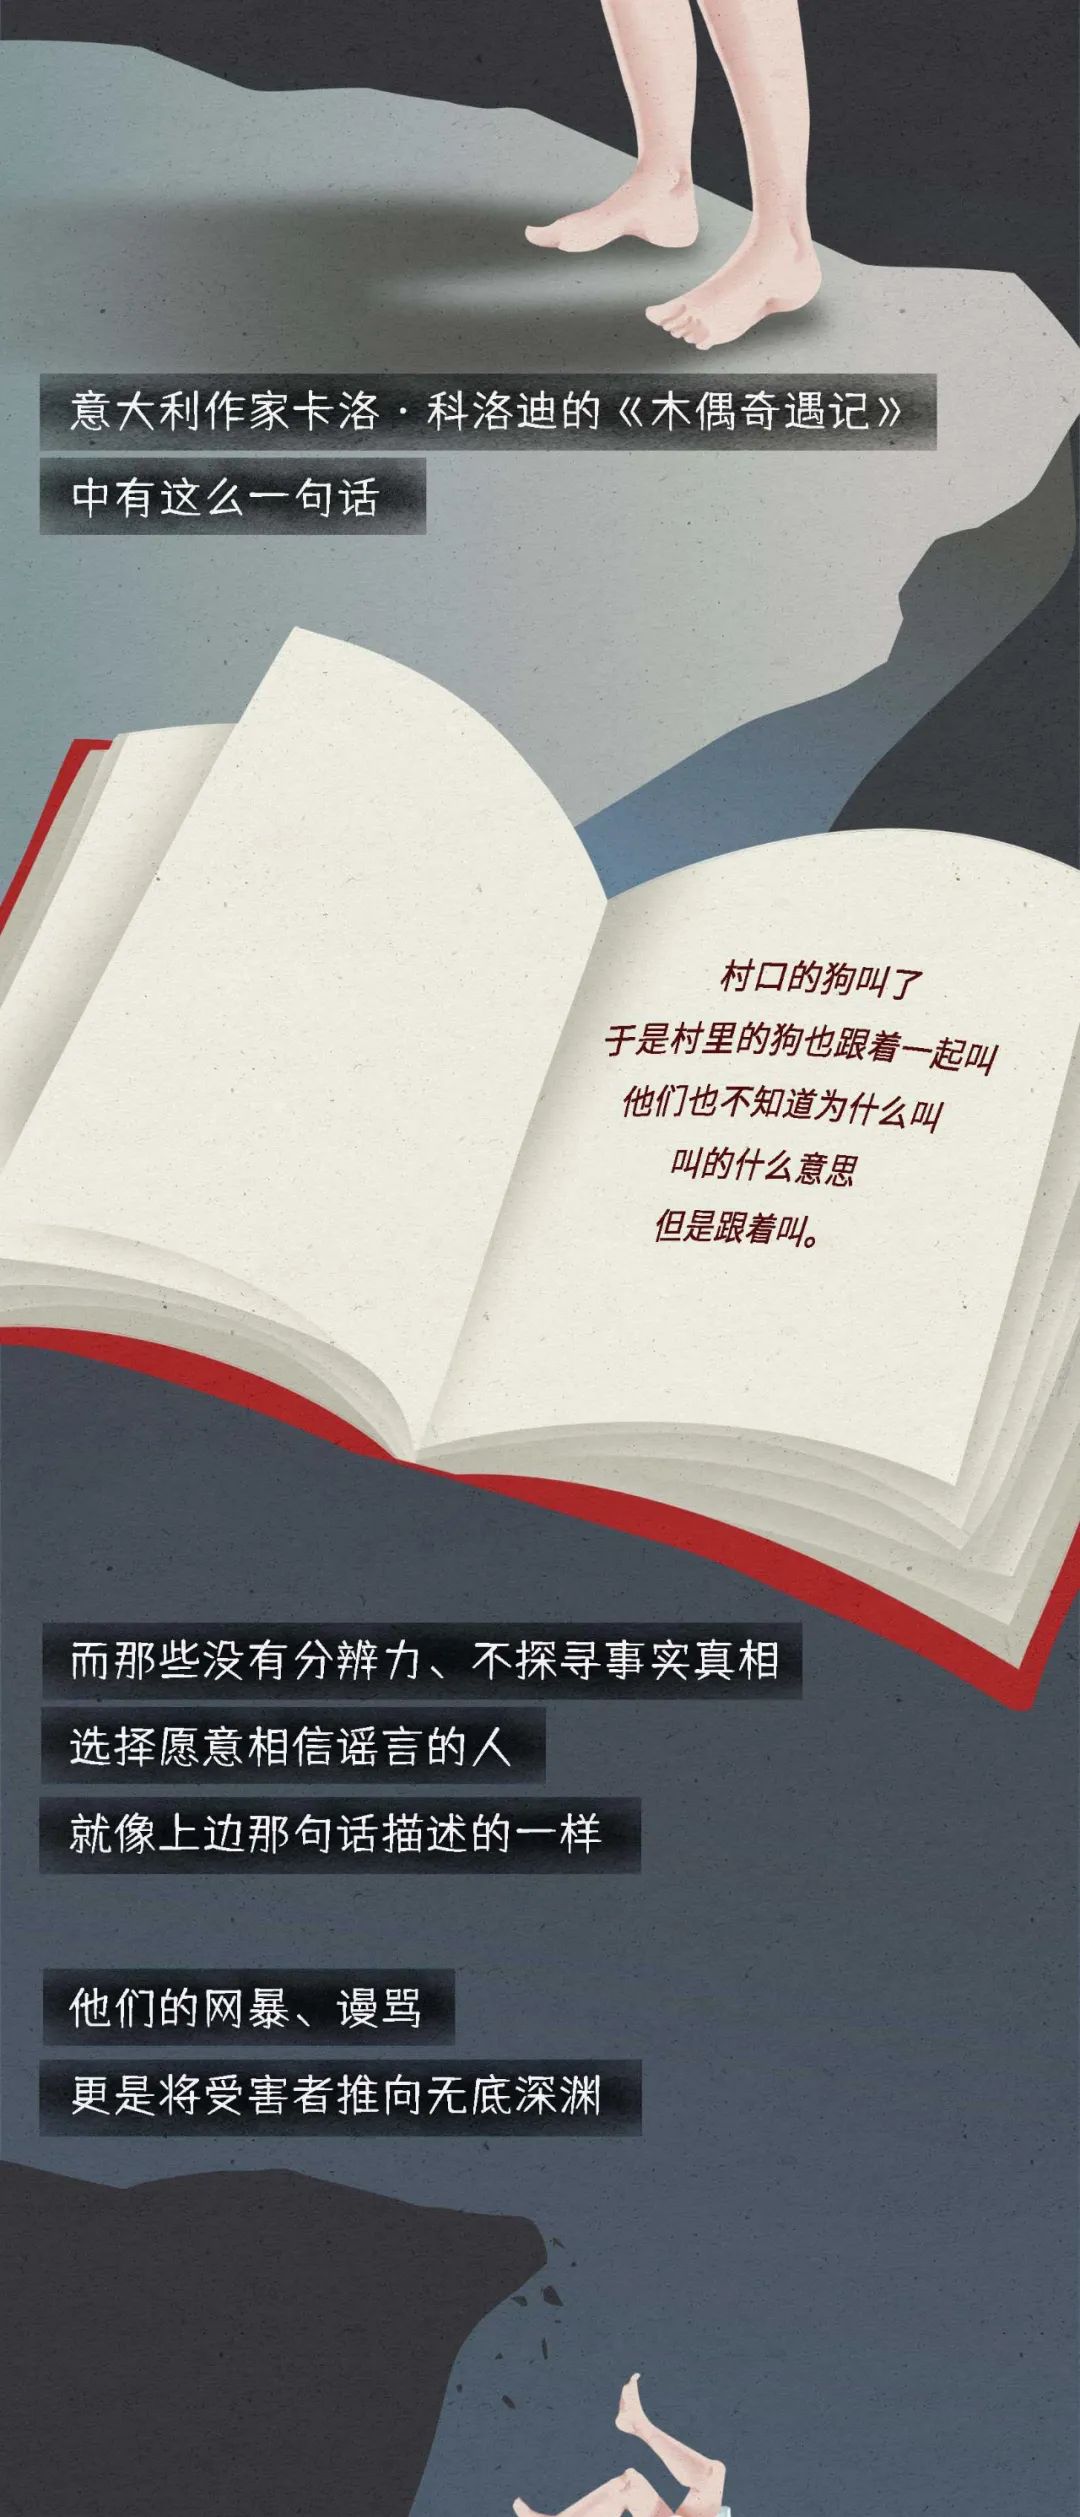 意大利作家卡洛·科洛迪的《木偶奇遇记》
中有这么一句话
村口的狗叫了
于是村里的狗也跟着一起叫
他们也不知道为什么叫
叫的什么意思
但是跟着叫。
而那些没有分辨力、不探寻事实真相
选择愿意相信谣言的人
就像上边那句话描述的一样
他们的网暴、谩骂
更是将受害者推向无底深渊